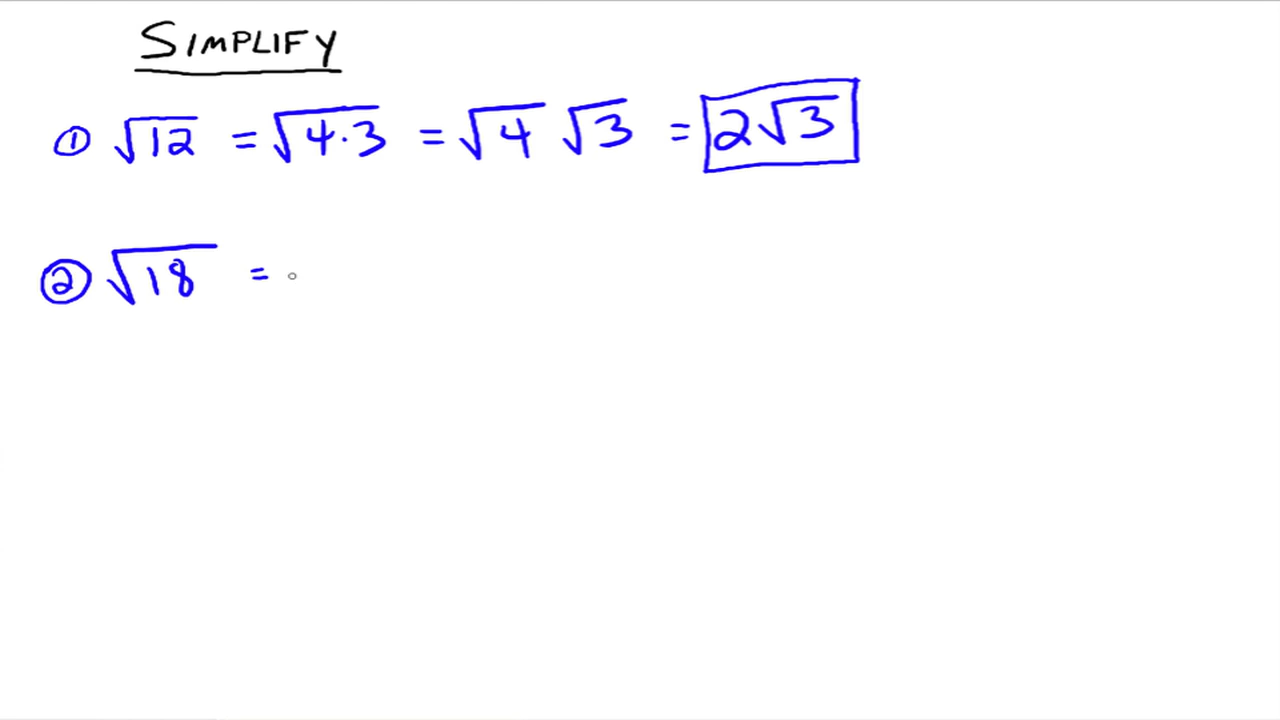 SIMPLIFY
① √12 = √4·3 = √4 √3 = 2√3
② √18 =